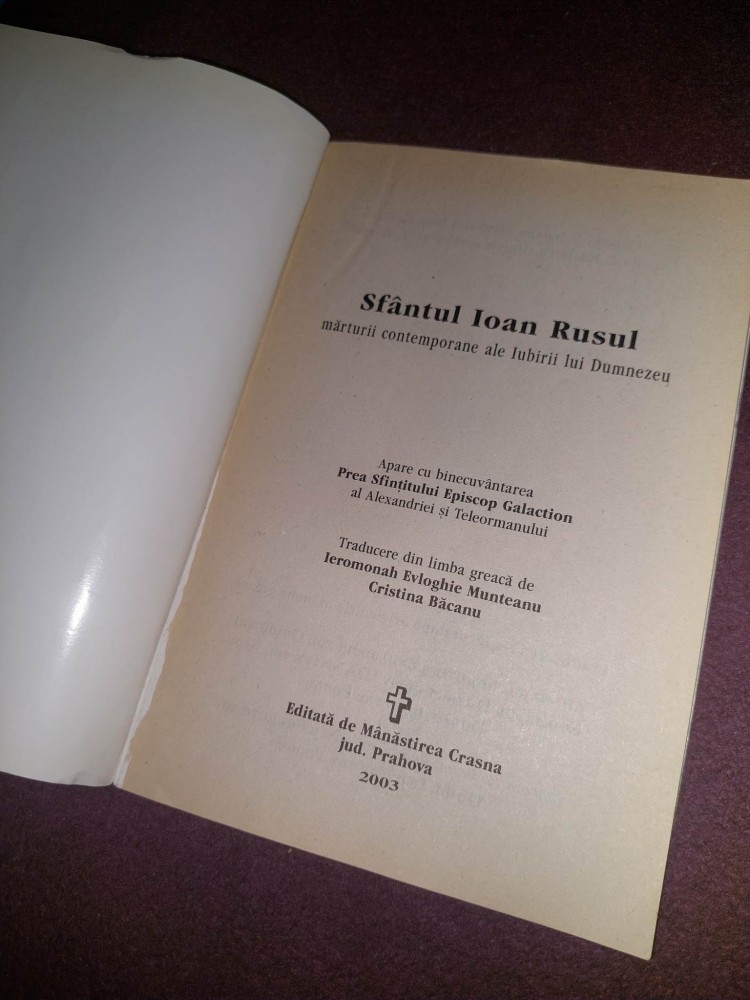 Sfântul Ioan Rusul
mărturii contemporane ale Iubirii lui Dumnezeu
Apare cu binecuvântarea
Prea Sfințitului Episcop Galaction
al Alexandriei și Teleormanului
Traducere din limba greacă de
Ieromonah Evloghie Munteanu
Cristina Băcanu
Editată de Mânăstirea Crasna
jud. Prahova
2003